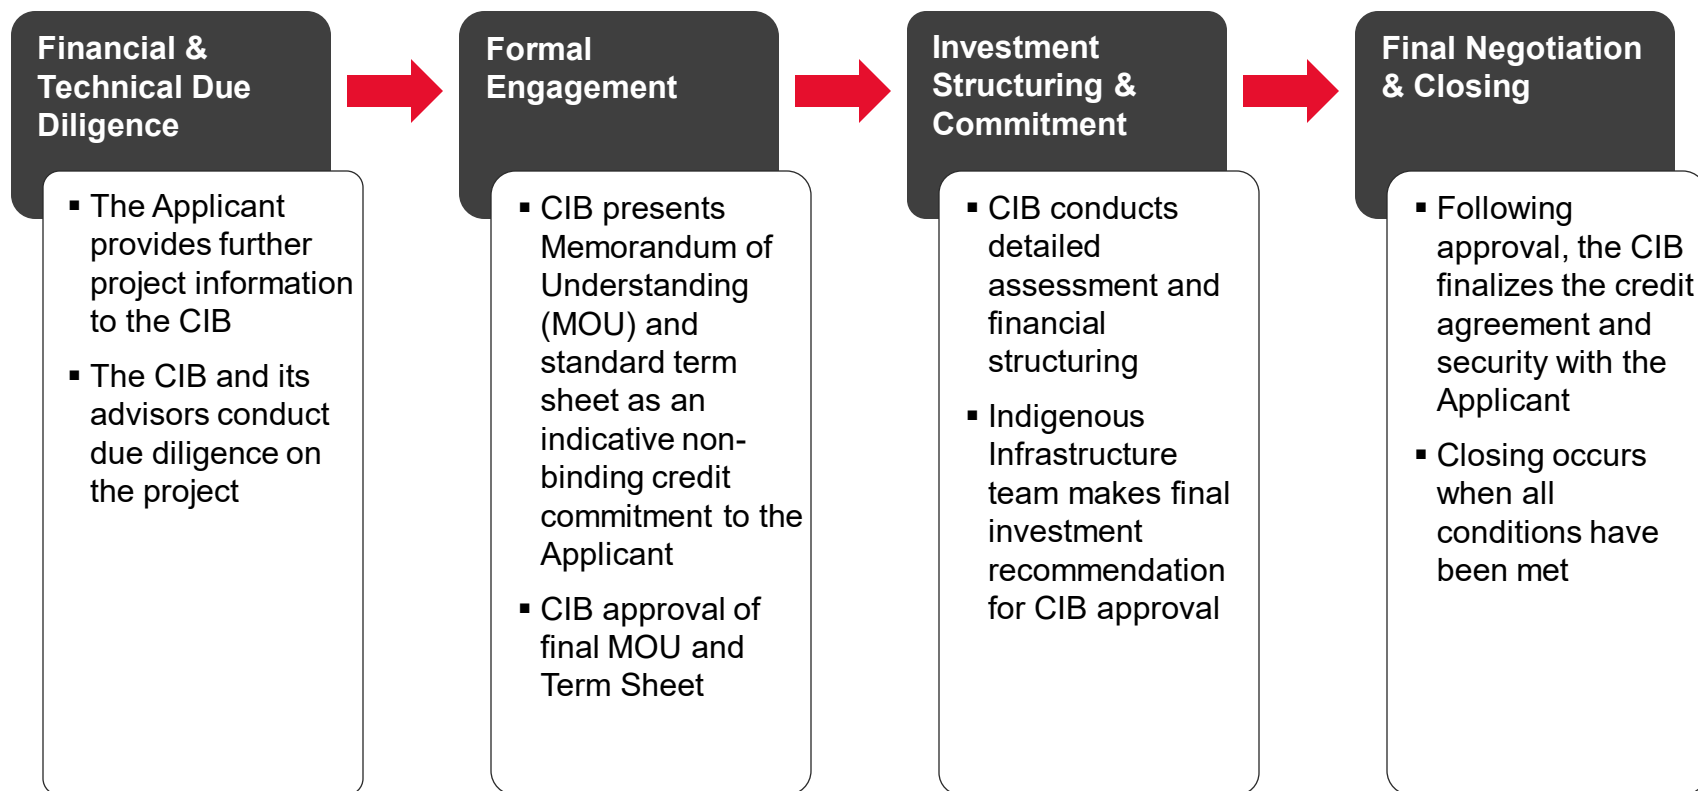 Financial &
Technical Due
Diligence
▪ The Applicant
provides further
project information
to the CIB
▪ The CIB and its
advisors conduct
due diligence on
the project
Formal
Engagement
▪ CIB presents
Memorandum of
Understanding
(MOU) and
standard term
sheet as an
indicative non-
binding credit
commitment to the
Applicant
▪ CIB approval of
final MOU and
Term Sheet
Investment
Structuring &
Commitment
▪ CIB conducts
detailed
assessment and
financial
structuring
▪ Indigenous
Infrastructure
team makes final
investment
recommendation
for CIB approval
Final Negotiation
& Closing
▪ Following
approval, the CIB
finalizes the credit
agreement and
security with the
Applicant
▪ Closing occurs
when all
conditions have
been met